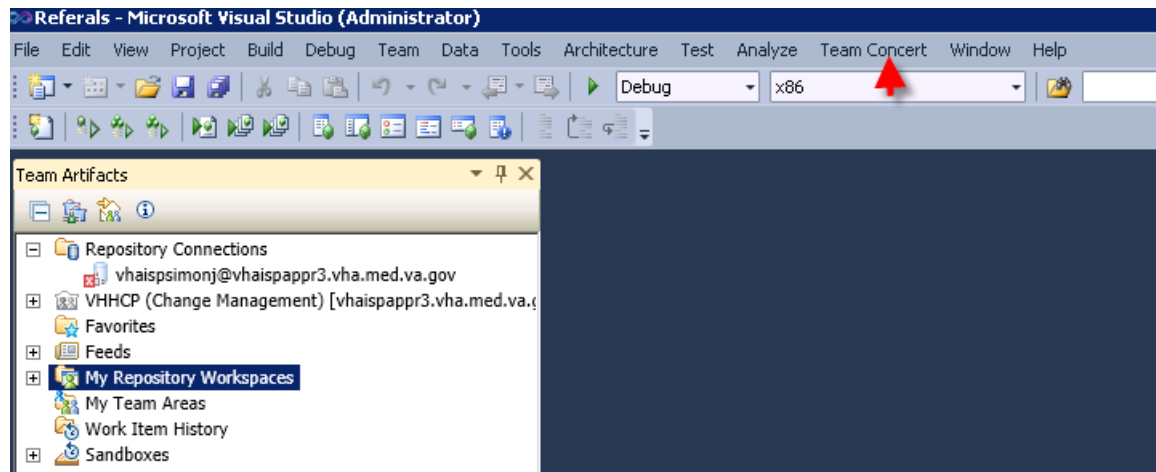 Referals - Microsoft Visual Studio (Administrator)
File Edit View Project Build Debug Team Data Tools Architecture Test Analyze Team Concert Window Help
Debug x86
Team Artifacts
Repository Connections
vhaispsimonj@vhaispappr3.vha.med.va.gov
VHHCP (Change Management) [vhaispappr3.vha.med.va.g
Favorites
Feeds
My Repository Workspaces
My Team Areas
Work Item History
Sandboxes